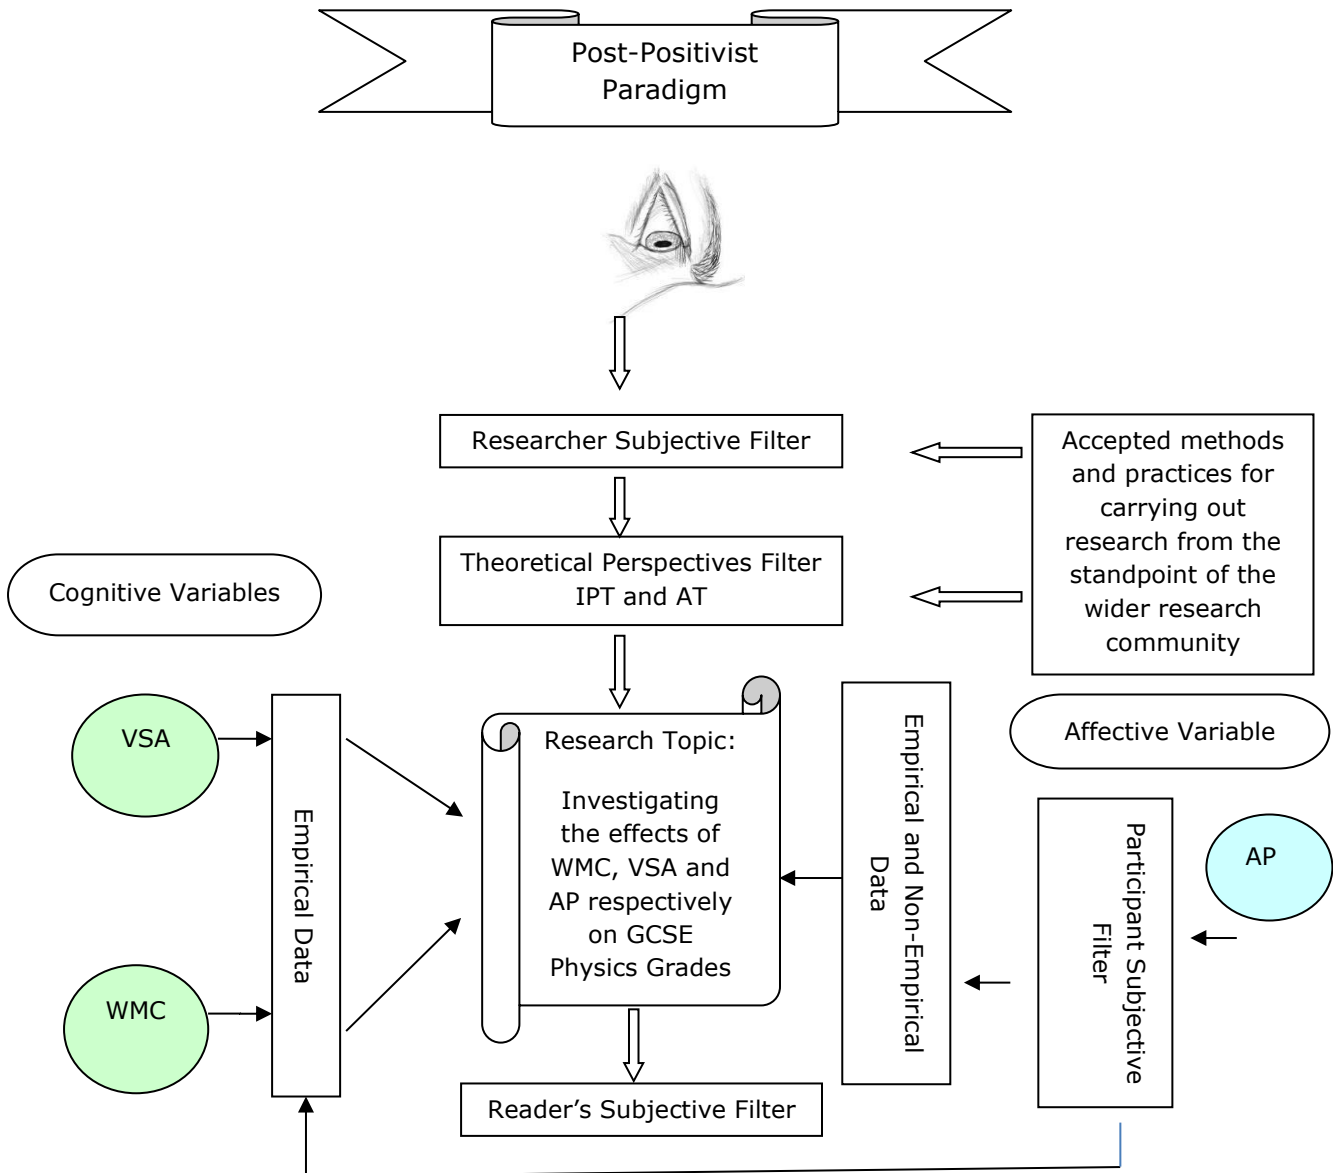 Post-Positivist
Paradigm
Researcher Subjective Filter
Accepted methods
and practices for
carrying out
research from the
standpoint of the
wider research
community
Theoretical Perspectives Filter
IPT and AT
Cognitive Variables
Affective Variable
VSA
WMC
Empirical Data
Research Topic:
Investigating
the effects of
WMC, VSA and
AP respectively
on GCSE
Physics Grades
Empirical and Non-Empirical
Data
Participant Subjective
Filter
AP
Reader’s Subjective Filter